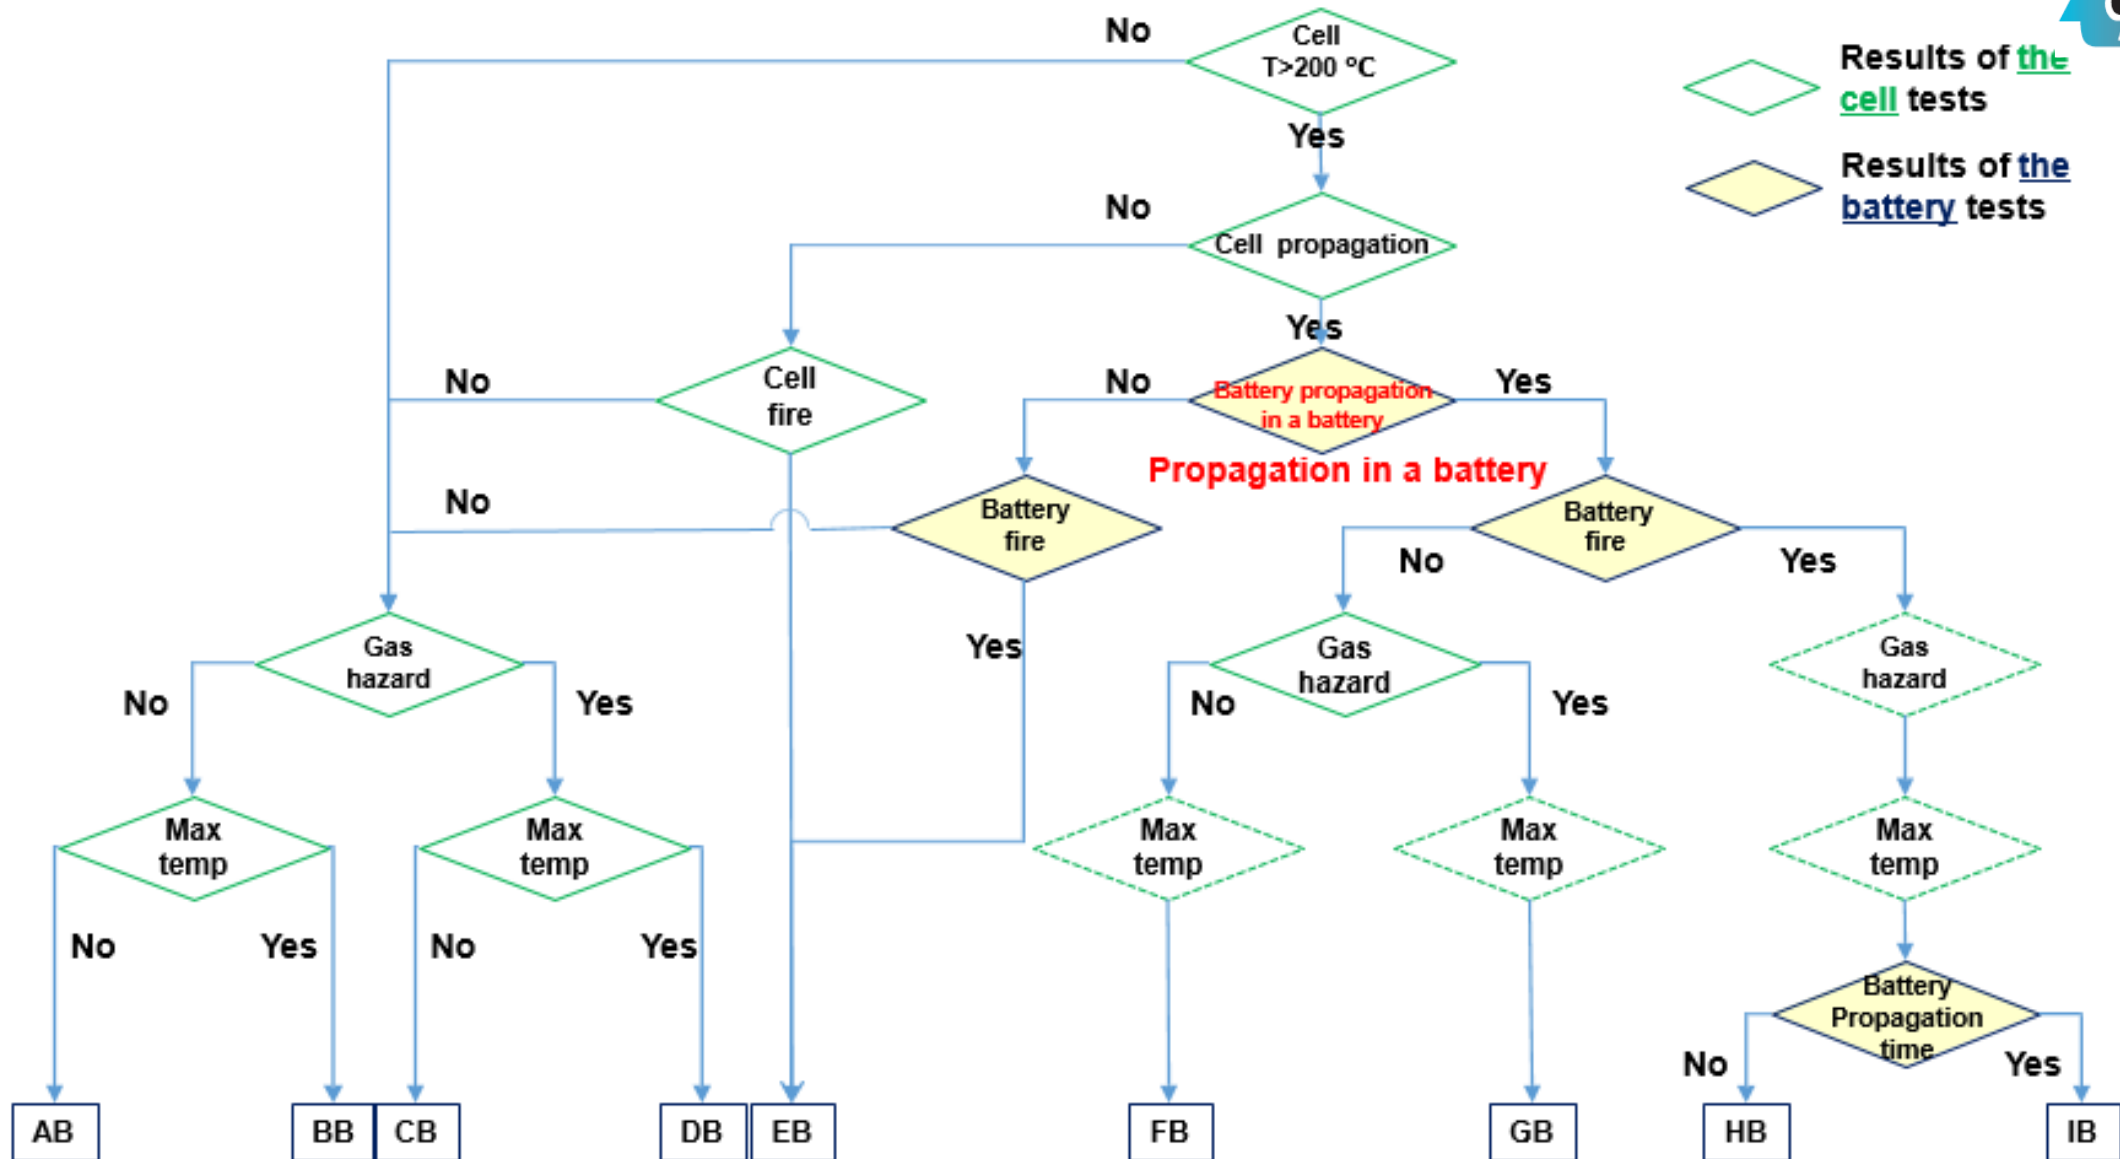 No
Cell
T>200 °C
Results of the
cell tests
Yes
Results of the
battery tests
No
Cell propagation
Yes
No
Cell
fire
No
Battery propagation
in a battery
Yes
Propagation in a battery
No
Battery
fire
Battery
fire
No
Yes
Gas
hazard
Yes
Gas
hazard
Gas
hazard
No
Yes
No
Yes
Max
temp
Max
temp
Max
temp
Max
temp
Max
temp
No
Yes
No
Yes
Battery
Propagation
time
No
Yes
AB
BB
CB
DB
EB
FB
GB
HB
IB